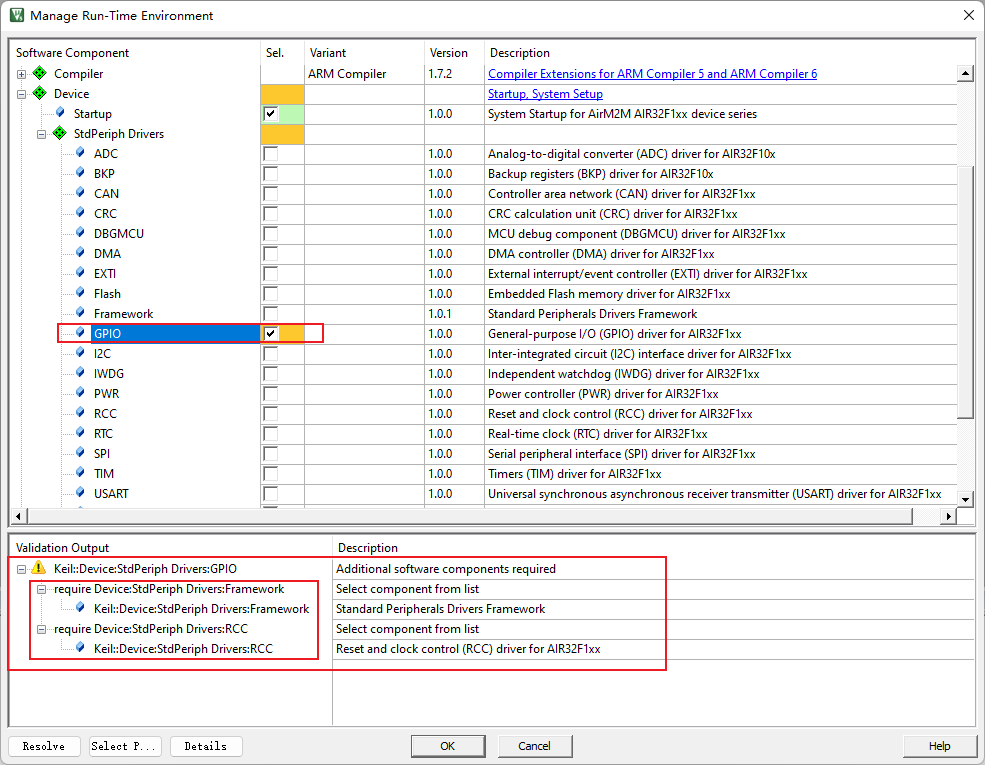 Manage Run-Time Environment
Software Component Sel. Variant Version Description
Compiler ARM Compiler 1.7.2 Compiler Extensions for ARM Compiler 5 and ARM Compiler 6
Device Startup, System Setup
Startup 1.0.0 System Startup for AirM2M AIR32F1xx device series
StdPeriph Drivers
ADC 1.0.0 Analog-to-digital converter (ADC) driver for AIR32F10x
BKP 1.0.0 Backup registers (BKP) driver for AIR32F10x
CAN 1.0.0 Controller area network (CAN) driver for AIR32F1xx
CRC 1.0.0 CRC calculation unit (CRC) driver for AIR32F1xx
DBGMCU 1.0.0 MCU debug component (DBGMCU) driver for AIR32F1xx
DMA 1.0.0 DMA controller (DMA) driver for AIR32F1xx
EXTI 1.0.0 External interrupt/event controller (EXTI) driver for AIR32F1xx
Flash 1.0.0 Embedded Flash memory driver for AIR32F1xx
Framework 1.0.1 Standard Peripherals Drivers Framework
GPIO 1.0.0 General-purpose I/O (GPIO) driver for AIR32F1xx
I2C 1.0.0 Inter-integrated circuit (I2C) interface driver for AIR32F1xx
IWDG 1.0.0 Independent watchdog (IWDG) driver for AIR32F1xx
PWR 1.0.0 Power controller (PWR) driver for AIR32F1xx
RCC 1.0.0 Reset and clock control (RCC) driver for AIR32F1xx
RTC 1.0.0 Real-time clock (RTC) driver for AIR32F1xx
SPI 1.0.0 Serial peripheral interface (SPI) driver for AIR32F1xx
TIM 1.0.0 Timers (TIM) driver for AIR32F1xx
USART 1.0.0 Universal synchronous asynchronous receiver transmitter (USART) driver for AIR32F1xx
Validation Output Description
Keil::Device:StdPeriph Drivers:GPIO Additional software components required
require Device:StdPeriph Drivers:Framework Select component from list
Keil::Device:StdPeriph Drivers:Framework Standard Peripherals Drivers Framework
require Device:StdPeriph Drivers:RCC Select component from list
Keil::Device:StdPeriph Drivers:RCC Reset and clock control (RCC) driver for AIR32F1xx
Resolve Select P... Details OK Cancel Help